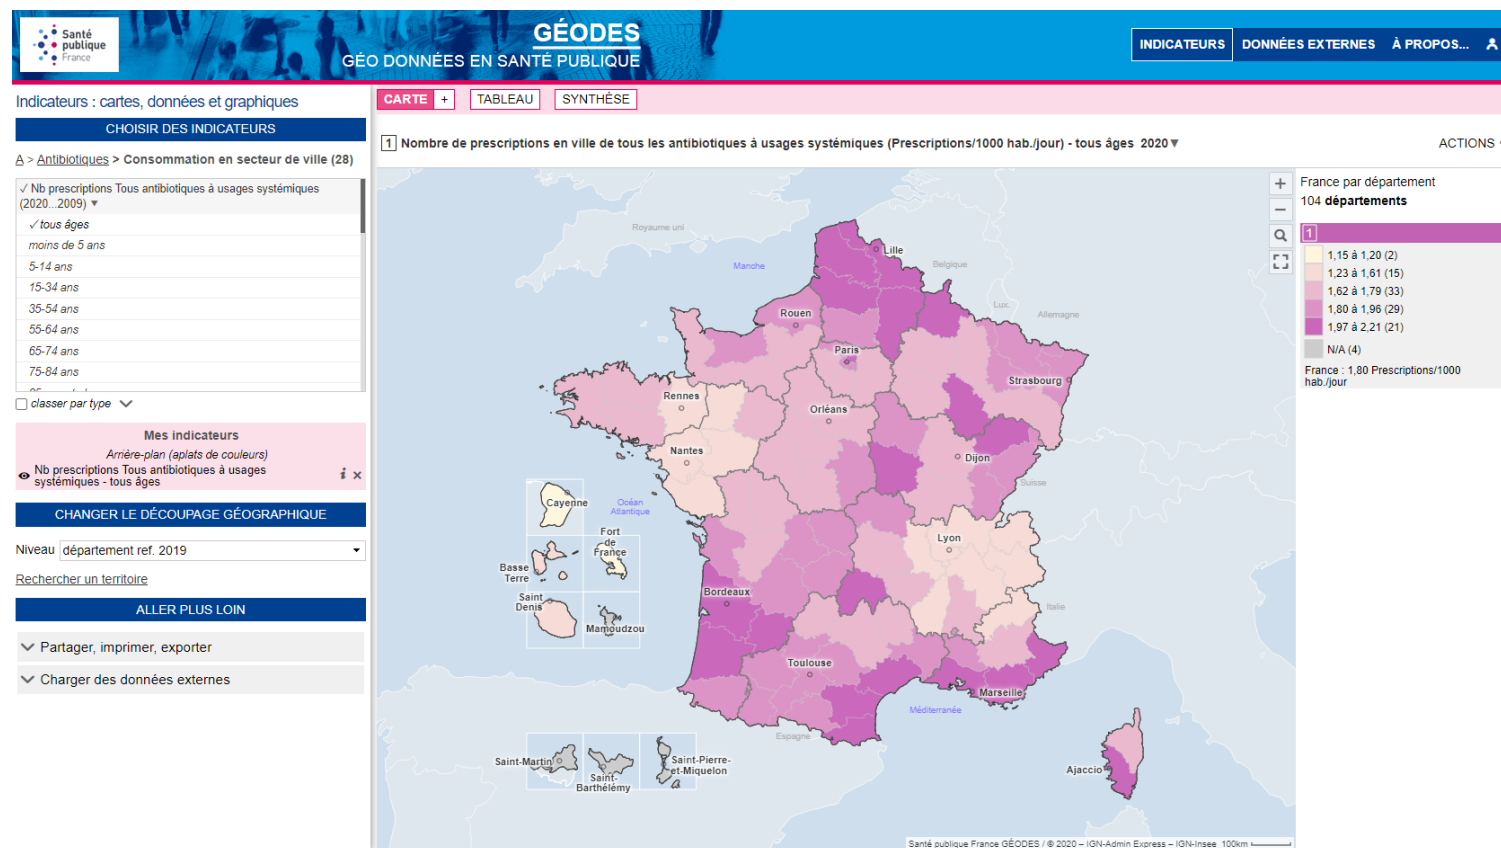 Santé
publique
France
GÉODES
GÉO DONNÉES EN SANTÉ PUBLIQUE
INDICATEURS
DONNÉES EXTERNES
À PROPOS...
Indicateurs : cartes, données et graphiques
CHOISIR DES INDICATEURS
A > Antibiotiques > Consommation en secteur de ville (28)
✓ Nb prescriptions Tous antibiotiques à usages systémiques
(2020...2009) ▼
✓ tous âges
moins de 5 ans
5-14 ans
15-34 ans
35-54 ans
55-64 ans
65-74 ans
75-84 ans
classer par type
Mes indicateurs
Arrière-plan (aplats de couleurs)
Nb prescriptions Tous antibiotiques à usages
systémiques - tous âges
i ×
CHANGER LE DÉCOUPAGE GÉOGRAPHIQUE
Niveau département ref. 2019
Rechercher un territoire
ALLER PLUS LOIN
Partager, imprimer, exporter
Charger des données externes
CARTE +
TABLEAU
SYNTHÈSE
1 Nombre de prescriptions en ville de tous les antibiotiques à usages systémiques (Prescriptions/1000 hab./jour) - tous âges 2020 ▼
ACTIONS
Royaume uni
Manche
Lille
Belgique
Lux.
Allemagne
Rouen
Paris
Strasbourg
Rennes
Orléans
Nantes
Dijon
Suisse
Océan
Atlantique
Cayenne
Fort
de
France
Basse
Terre
Saint
Denis
Mamoudzou
Lyon
Bordeaux
Italie
Toulouse
Marseille
Méditerranée
Espagne
Ajaccio
Saint-Martin
Saint-
Barthélémy
Saint-Pierre-
et-Miquelon
Santé publique France GÉODES / © 2020 – IGN-Admin Express – IGN-Insee 100km
+
−
France par département
104 départements
1
1,15 à 1,20 (2)
1,23 à 1,61 (15)
1,62 à 1,79 (33)
1,80 à 1,96 (29)
1,97 à 2,21 (21)
N/A (4)
France : 1,80 Prescriptions/1000
hab./jour